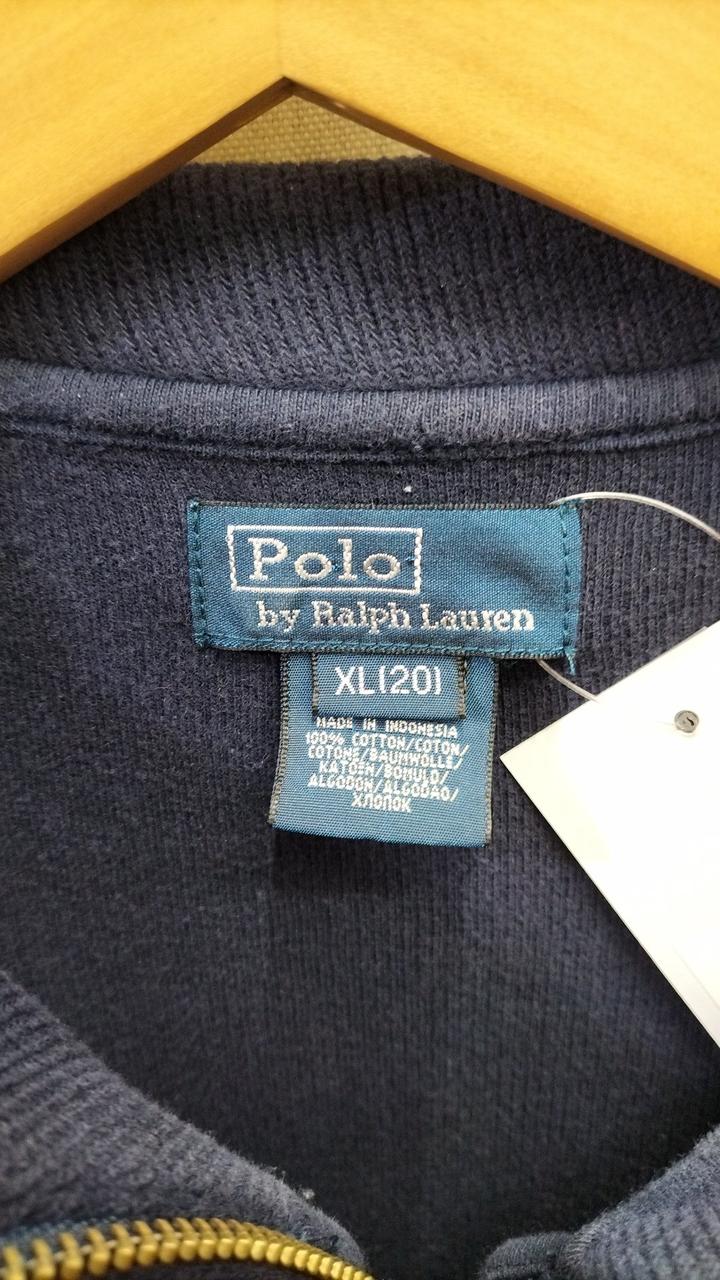 Polo
by Ralph Lauren
XL(20)
MADE IN INDONESIA
100% COTTON/COTON/
COTONE/BAUMWOLLE/
KATOEN/BOMULD/
ALGODON/ALGODAO/
ХЛОПОК